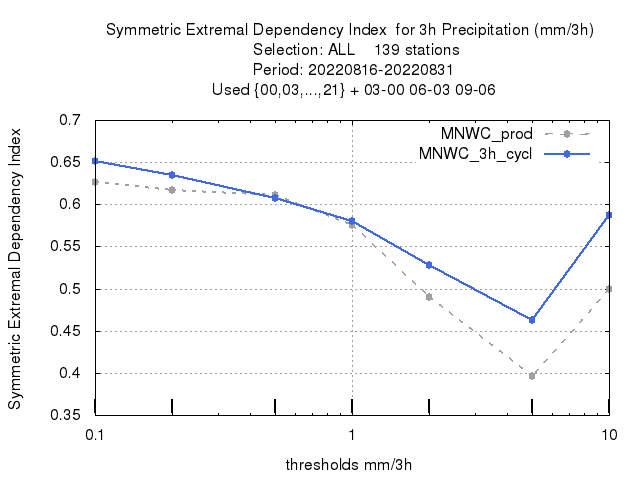 Symmetric Extremal Dependency Index  for 3h Precipitation (mm/3h)
Selection: ALL    139 stations
Period: 20220816-20220831
Used {00,03,...,21} + 03-00 06-03 09-06
Symmetric Extremal Dependency Index
0.7
0.65
0.6
0.55
0.5
0.45
0.4
0.35
MNWC_prod
MNWC_3h_cycl
0.1
1
10
thresholds mm/3h